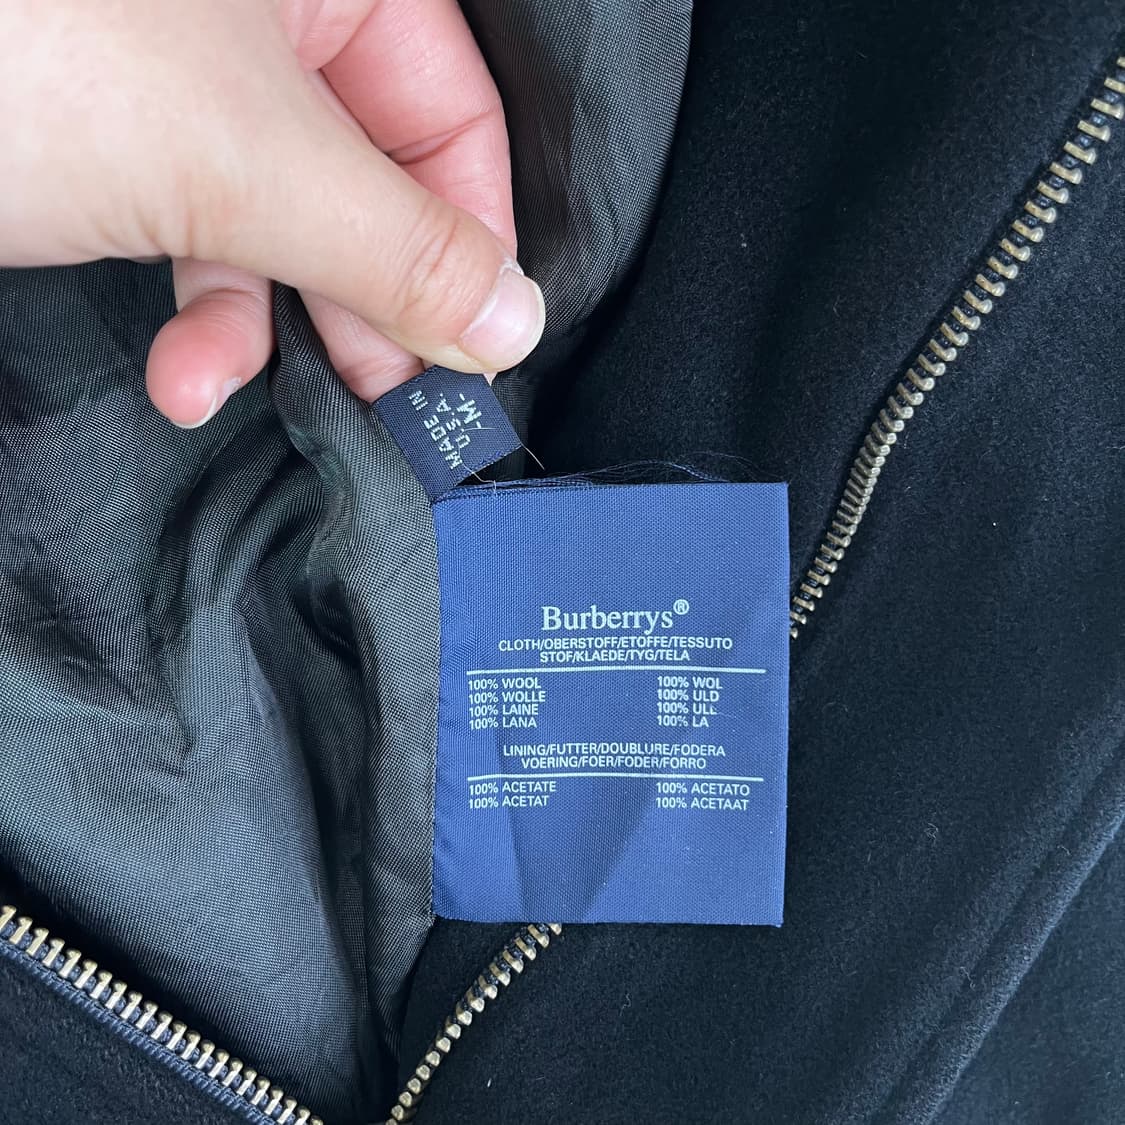 MADE IN
U.S.A.
-M-
Burberrys®
CLOTH/OBERSTOFF/ETOFFE/TESSUTO
STOF/KLAEDE/TYG/TELA
100% WOOL 100% WOL
100% WOLLE 100% ULD
100% LAINE 100% ULL
100% LANA 100% LA
LINING/FUTTER/DOUBLURE/FODERA
VOERING/FOER/FODER/FORRO
100% ACETATE 100% ACETATO
100% ACETAT 100% ACETAAT